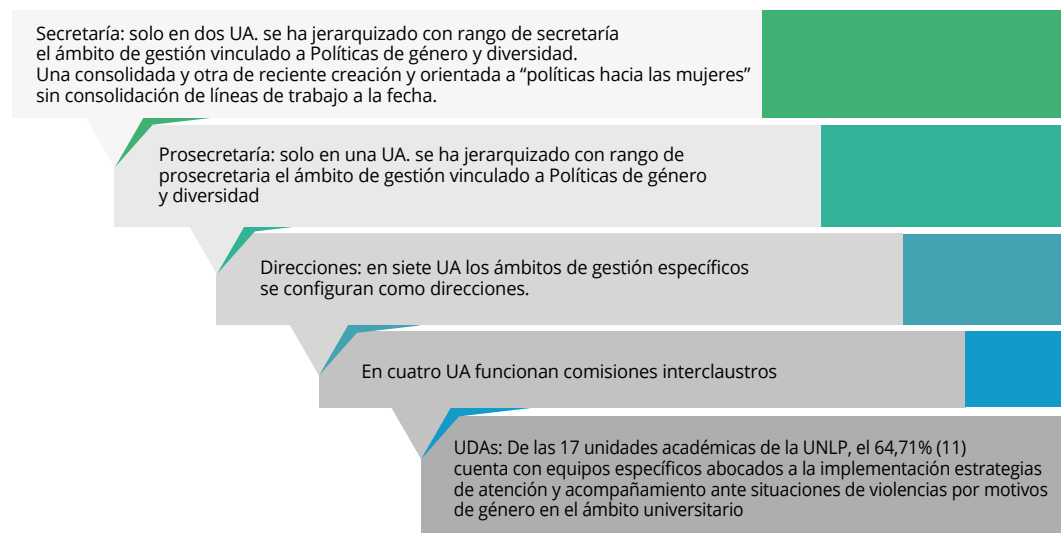 Secretaría: solo en dos UA. se ha jerarquizado con rango de secretaría
el ámbito de gestión vinculado a Políticas de género y diversidad.
Una consolidada y otra de reciente creación y orientada a “políticas hacia las mujeres”
sin consolidación de líneas de trabajo a la fecha.
Prosecretaría: solo en una UA. se ha jerarquizado con rango de
prosecretaria el ámbito de gestión vinculado a Políticas de género
y diversidad
Direcciones: en siete UA los ámbitos de gestión específicos
se configuran como direcciones.
En cuatro UA funcionan comisiones interclaustros
UDAs: De las 17 unidades académicas de la UNLP, el 64,71% (11)
cuenta con equipos específicos abocados a la implementación estrategias
de atención y acompañamiento ante situaciones de violencias por motivos
de género en el ámbito universitario